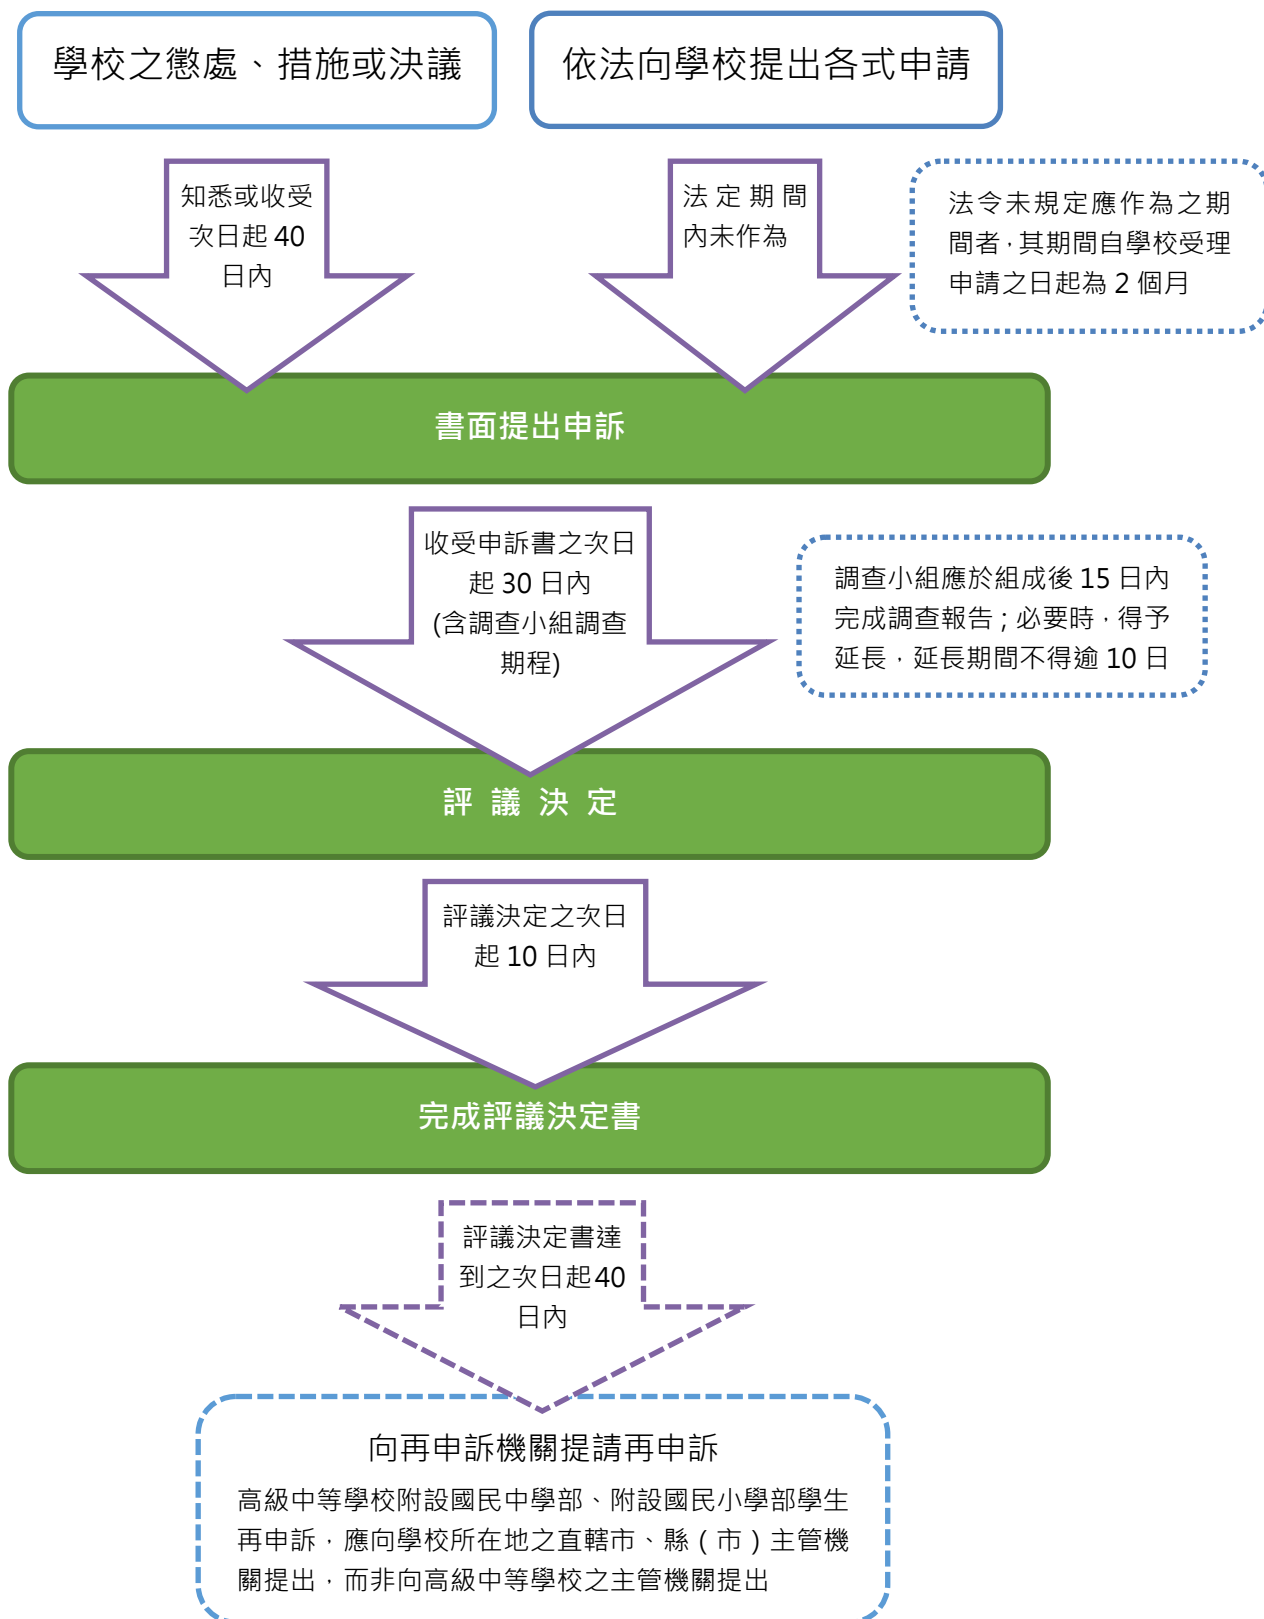 學校之懲處、措施或決議
依法向學校提出各式申請
知悉或收受
次日起 40
日內
法定期間
內未作為
法令未規定應作為之期
間者，其期間自學校受理
申請之日起為 2 個月
書面提出申訴
收受申訴書之次日
起 30 日內
(含調查小組調查
期程)
調查小組應於組成後 15 日內
完成調查報告；必要時，得予
延長，延長期間不得逾 10 日
評 議 決 定
評議決定之次日
起 10 日內
完成評議決定書
評議決定書達
到之次日起 40
日內
向再申訴機關提請再申訴
高級中等學校附設國民中學部、附設國民小學部學生
再申訴，應向學校所在地之直轄市、縣（市）主管機
關提出，而非向高級中等學校之主管機關提出